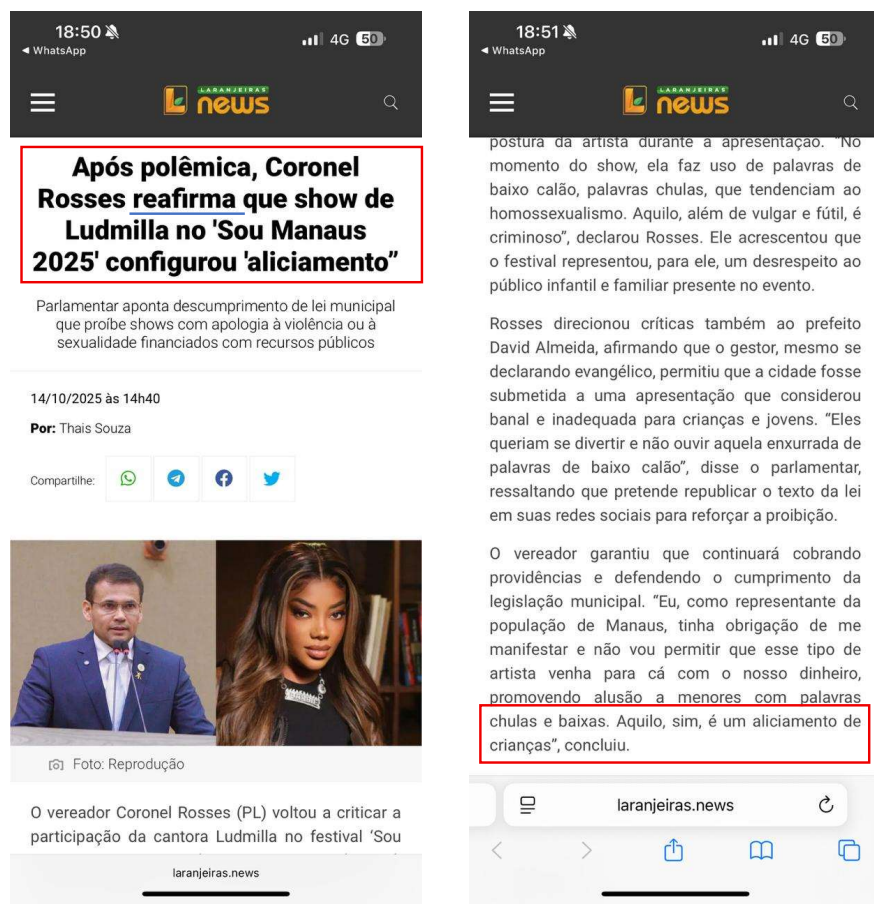 18:50
WhatsApp
4G 50
LARANJEIRAS
news
Após polêmica, Coronel
Rosses reafirma que show de
Ludmilla no 'Sou Manaus
2025' configurou 'aliciamento”
Parlamentar aponta descumprimento de lei municipal
que proíbe shows com apologia à violência ou à
sexualidade financiados com recursos públicos
14/10/2025 às 14h40
Por: Thais Souza
Compartilhe:
Foto: Reprodução
O vereador Coronel Rosses (PL) voltou a criticar a
participação da cantora Ludmilla no festival ‘Sou
laranjeiras.news
18:51
WhatsApp
4G 50
LARANJEIRAS
news
postura da artista durante a apresentação. “No
momento do show, ela faz uso de palavras de
baixo calão, palavras chulas, que tendenciam ao
homossexualismo. Aquilo, além de vulgar e fútil, é
criminoso”, declarou Rosses. Ele acrescentou que
o festival representou, para ele, um desrespeito ao
público infantil e familiar presente no evento.
Rosses direcionou críticas também ao prefeito
David Almeida, afirmando que o gestor, mesmo se
declarando evangélico, permitiu que a cidade fosse
submetida a uma apresentação que considerou
banal e inadequada para crianças e jovens. “Eles
queriam se divertir e não ouvir aquela enxurrada de
palavras de baixo calão”, disse o parlamentar,
ressaltando que pretende republicar o texto da lei
em suas redes sociais para reforçar a proibição.
O vereador garantiu que continuará cobrando
providências e defendendo o cumprimento da
legislação municipal. “Eu, como representante da
população de Manaus, tinha obrigação de me
manifestar e não vou permitir que esse tipo de
artista venha para cá com o nosso dinheiro,
promovendo alusão a menores com palavras
chulas e baixas. Aquilo, sim, é um aliciamento de
crianças”, concluiu.
laranjeiras.news